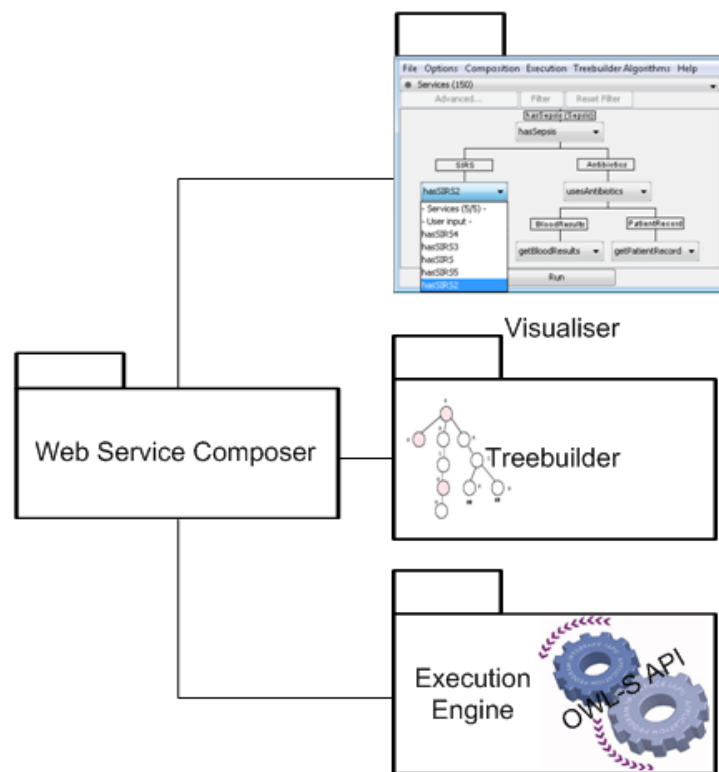 File Options Composition Execution Treebuilder Algorithms Help
Services (150)
Advanced... Filter Reset Filter
hasSepsis (Sepsis)
hasSepsis
SIRS Antibiotics
hasSIRS2 usesAntibiotics
- Services (5/5) -
- User input -
hasSIRS4
hasSIRS3
hasSIRS
hasSIRS5
hasSIRS2
BloodResults PatientRecord
getBloodResults getPatientRecord
Run
Visualiser
Web Service Composer
Treebuilder
Execution
Engine
OWL-S API